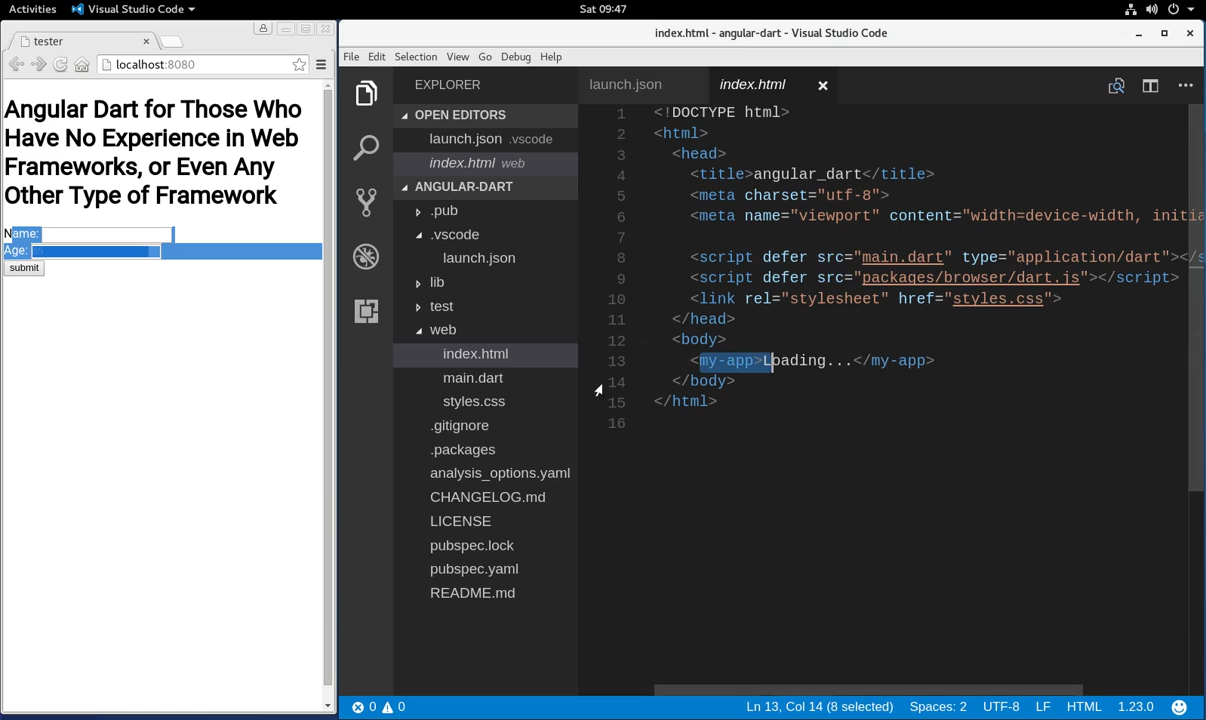 Activities Visual Studio Code Sat 09:47
tester
localhost:8080
Angular Dart for Those Who
Have No Experience in Web
Frameworks, or Even Any
Other Type of Framework
Name:
Age:
submit
index.html - angular-dart - Visual Studio Code
File Edit Selection View Go Debug Help
EXPLORER
OPEN EDITORS
launch.json .vscode
index.html web
ANGULAR-DART
.pub
.vscode
launch.json
lib
test
web
index.html
main.dart
styles.css
.gitignore
.packages
analysis_options.yaml
CHANGELOG.md
LICENSE
pubspec.lock
pubspec.yaml
README.md
launch.json index.html
1 <!DOCTYPE html>
2 <html>
3 <head>
4 <title>angular_dart</title>
5 <meta charset="utf-8">
6 <meta name="viewport" content="width=device-width, initia
7
8 <script defer src="main.dart" type="application/dart"></s
9 <script defer src="packages/browser/dart.js"></script>
10 <link rel="stylesheet" href="styles.css">
11 </head>
12 <body>
13 <my-app>Loading...</my-app>
14 </body>
15 </html>
16
0 0 Ln 13, Col 14 (8 selected) Spaces: 2 UTF-8 LF HTML 1.23.0